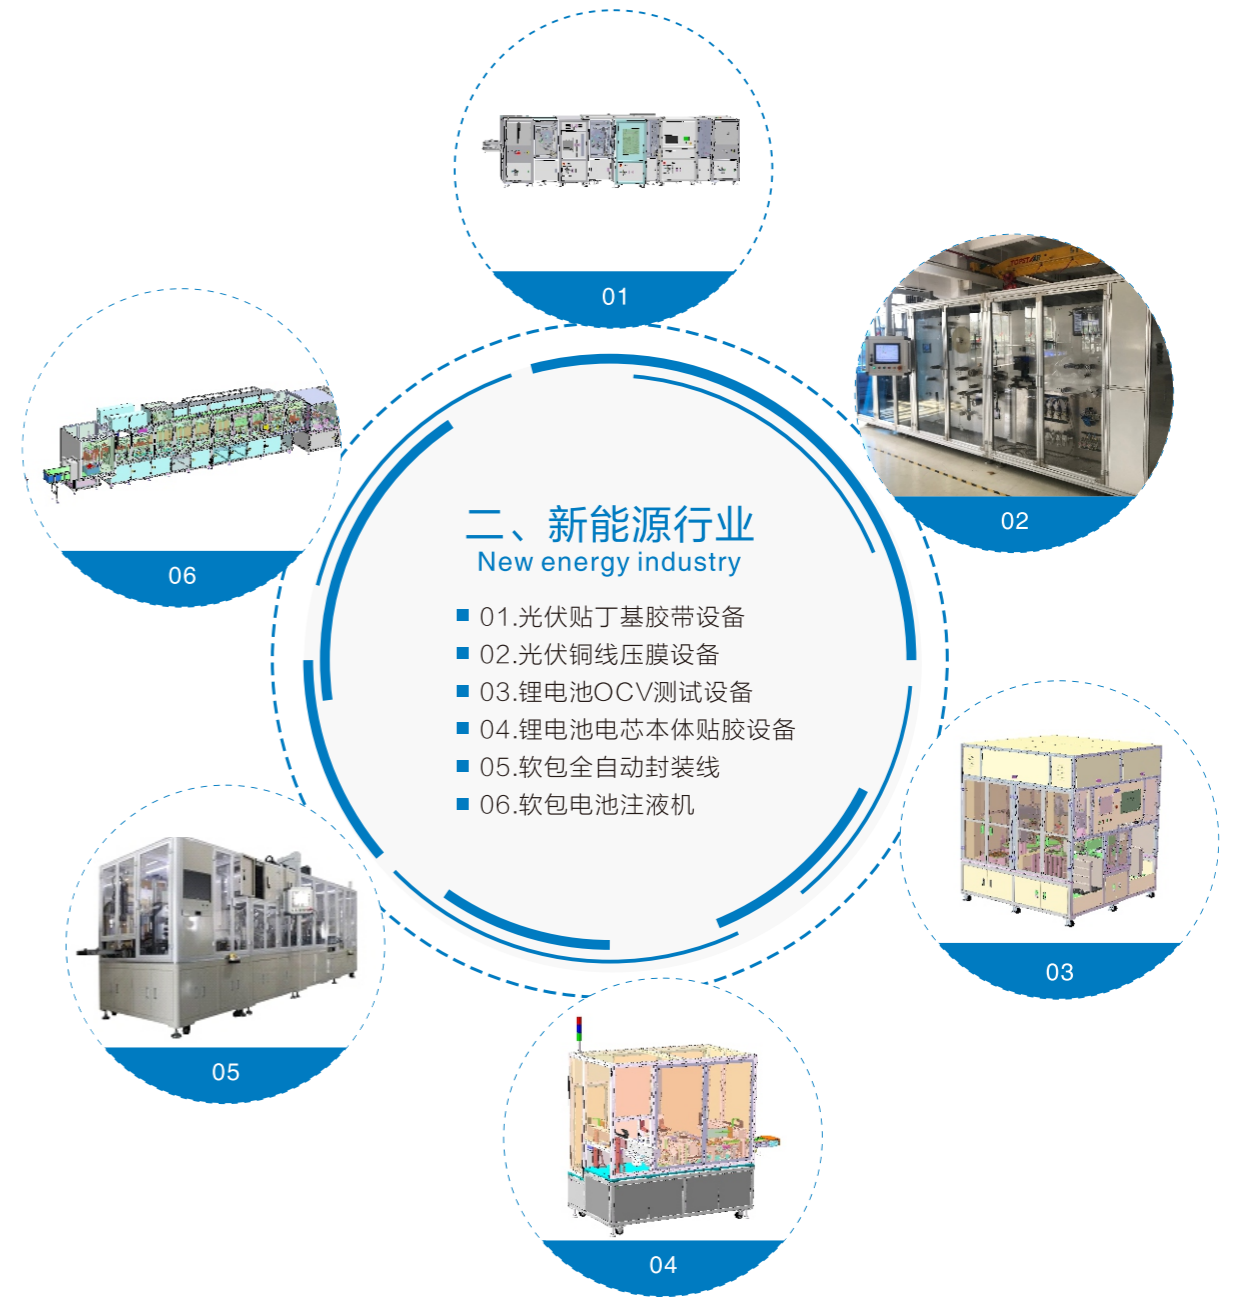 01
02
06
二、新能源行业
New energy industry
01.光伏贴丁基胶带设备
02.光伏铜线压膜设备
03.锂电池OCV测试设备
04.锂电池电芯本体贴胶设备
05.软包全自动封装线
06.软包电池注液机
03
05
04